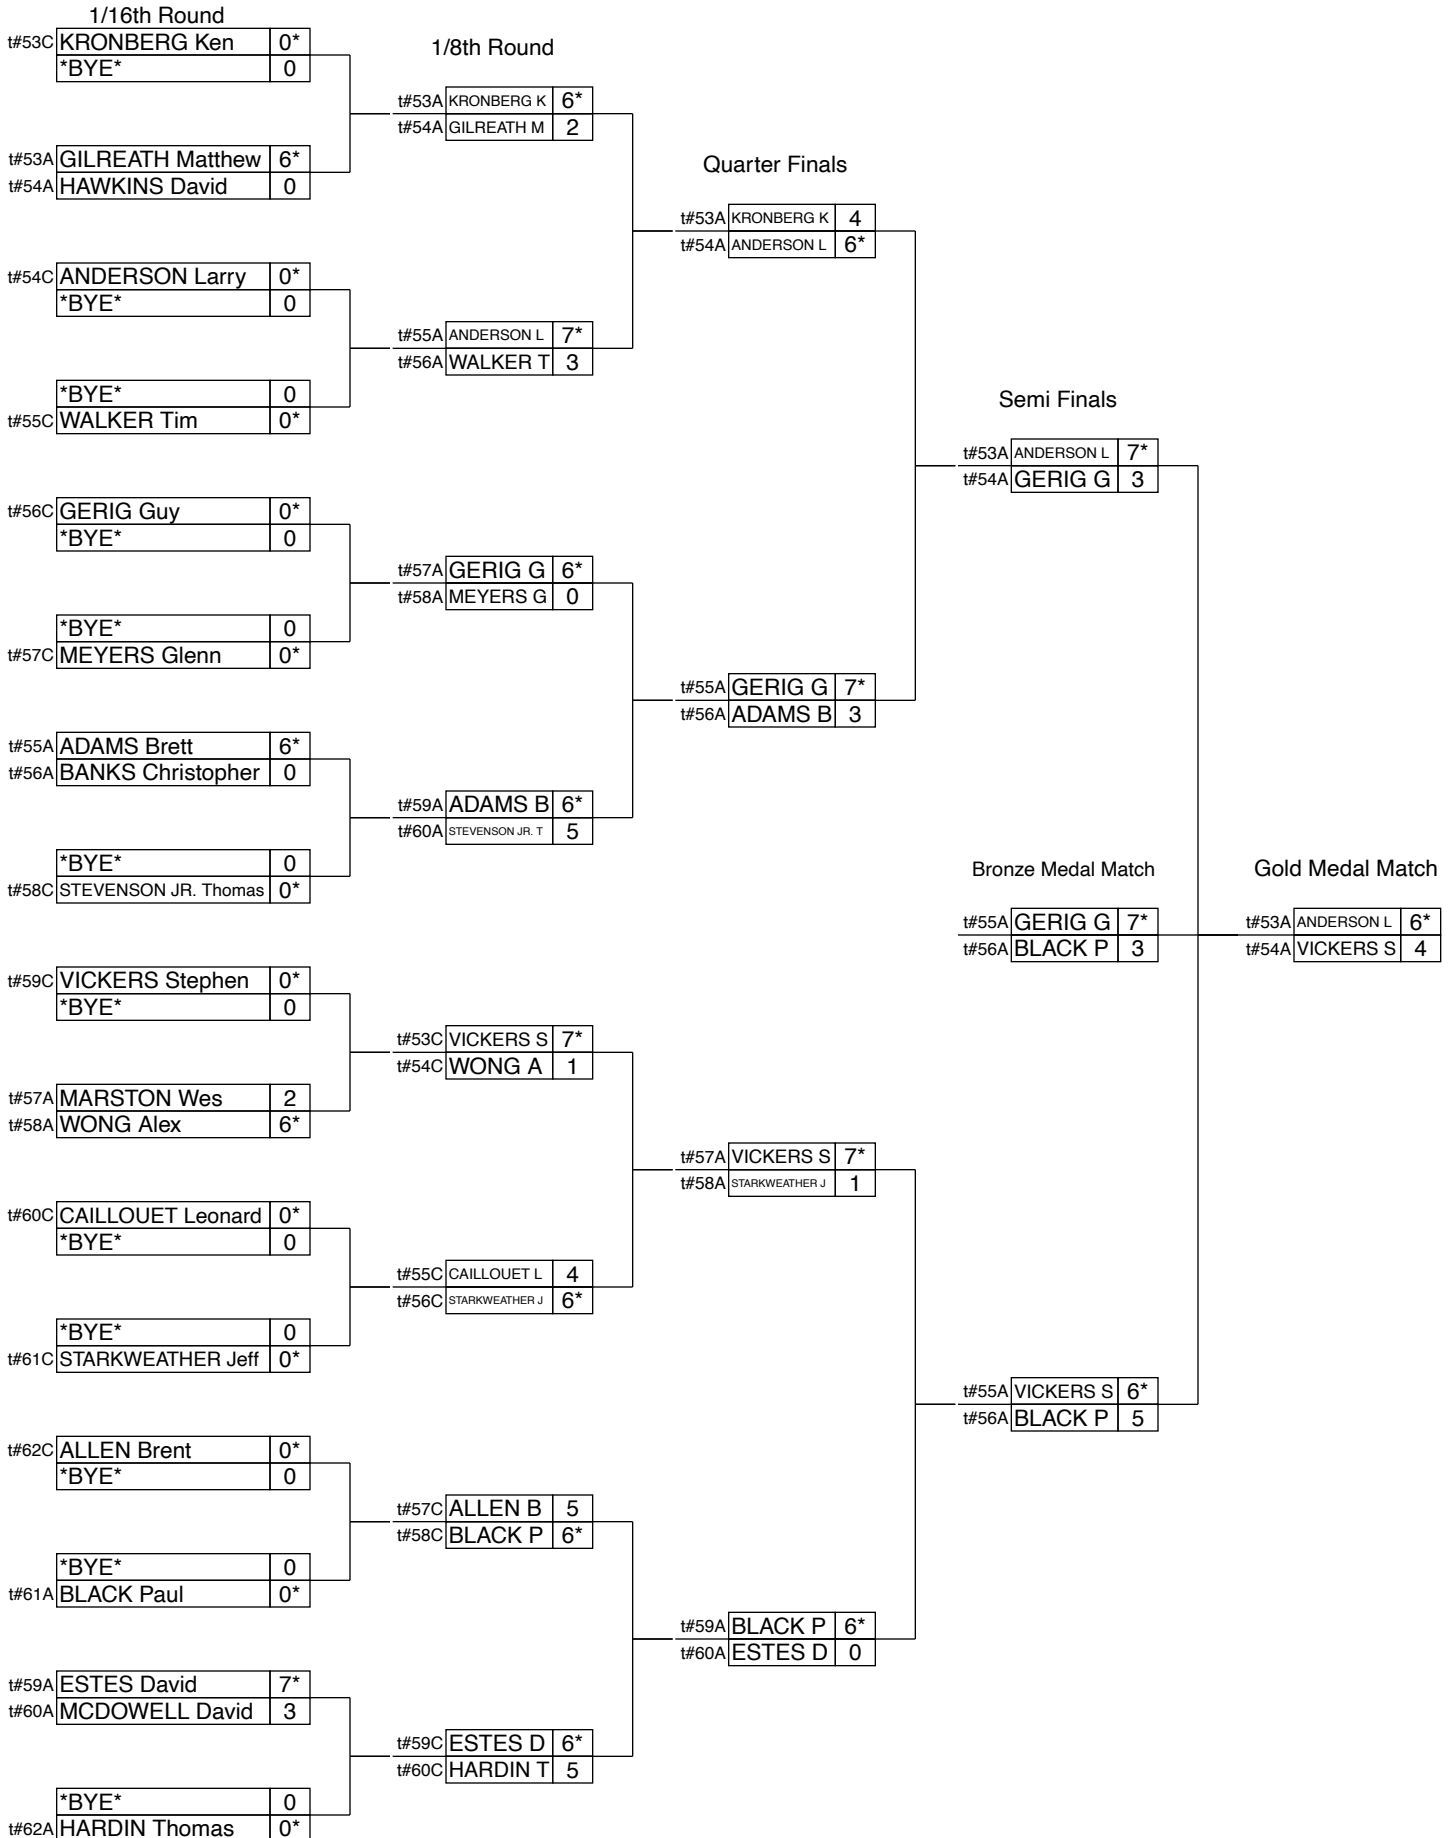 1/16th Round
t#53C KRONBERG Ken 0*
*BYE* 0
t#53A GILREATH Matthew 6*
t#54A HAWKINS David 0
t#54C ANDERSON Larry 0*
*BYE* 0
*BYE* 0
t#55C WALKER Tim 0*
t#56C GERIG Guy 0*
*BYE* 0
*BYE* 0
t#57C MEYERS Glenn 0*
t#55A ADAMS Brett 6*
t#56A BANKS Christopher 0
*BYE* 0
t#58C STEVENSON JR. Thomas 0*
t#59C VICKERS Stephen 0*
*BYE* 0
t#57A MARSTON Wes 2
t#58A WONG Alex 6*
t#60C CAILLOUET Leonard 0*
*BYE* 0
*BYE* 0
t#61C STARKWEATHER Jeff 0*
t#62C ALLEN Brent 0*
*BYE* 0
*BYE* 0
t#61A BLACK Paul 0*
t#59A ESTES David 7*
t#60A MCDOWELL David 3
*BYE* 0
t#62A HARDIN Thomas 0*
1/8th Round
t#53A KRONBERG K 6*
t#54A GILREATH M 2
t#55A ANDERSON L 7*
t#56A WALKER T 3
t#57A GERIG G 6*
t#58A MEYERS G 0
t#59A ADAMS B 6*
t#60A STEVENSON JR. T 5
t#53C VICKERS S 7*
t#54C WONG A 1
t#55C CAILLOUET L 4
t#56C STARKWEATHER J 6*
t#57C ALLEN B 5
t#58C BLACK P 6*
t#59C ESTES D 6*
t#60C HARDIN T 5
Quarter Finals
t#53A KRONBERG K 4
t#54A ANDERSON L 6*
t#55A GERIG G 7*
t#56A ADAMS B 3
t#57A VICKERS S 7*
t#58A STARKWEATHER J 1
t#59A BLACK P 6*
t#60A ESTES D 0
Semi Finals
t#53A ANDERSON L 7*
t#54A GERIG G 3
t#55A VICKERS S 6*
t#56A BLACK P 5
Bronze Medal Match
t#55A GERIG G 7*
t#56A BLACK P 3
Gold Medal Match
t#53A ANDERSON L 6*
t#54A VICKERS S 4